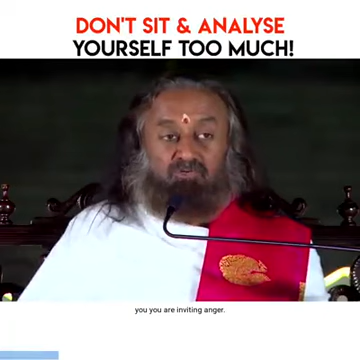 DON'T SIT & ANALYSE
YOURSELF TOO MUCH!
you you are inviting anger.